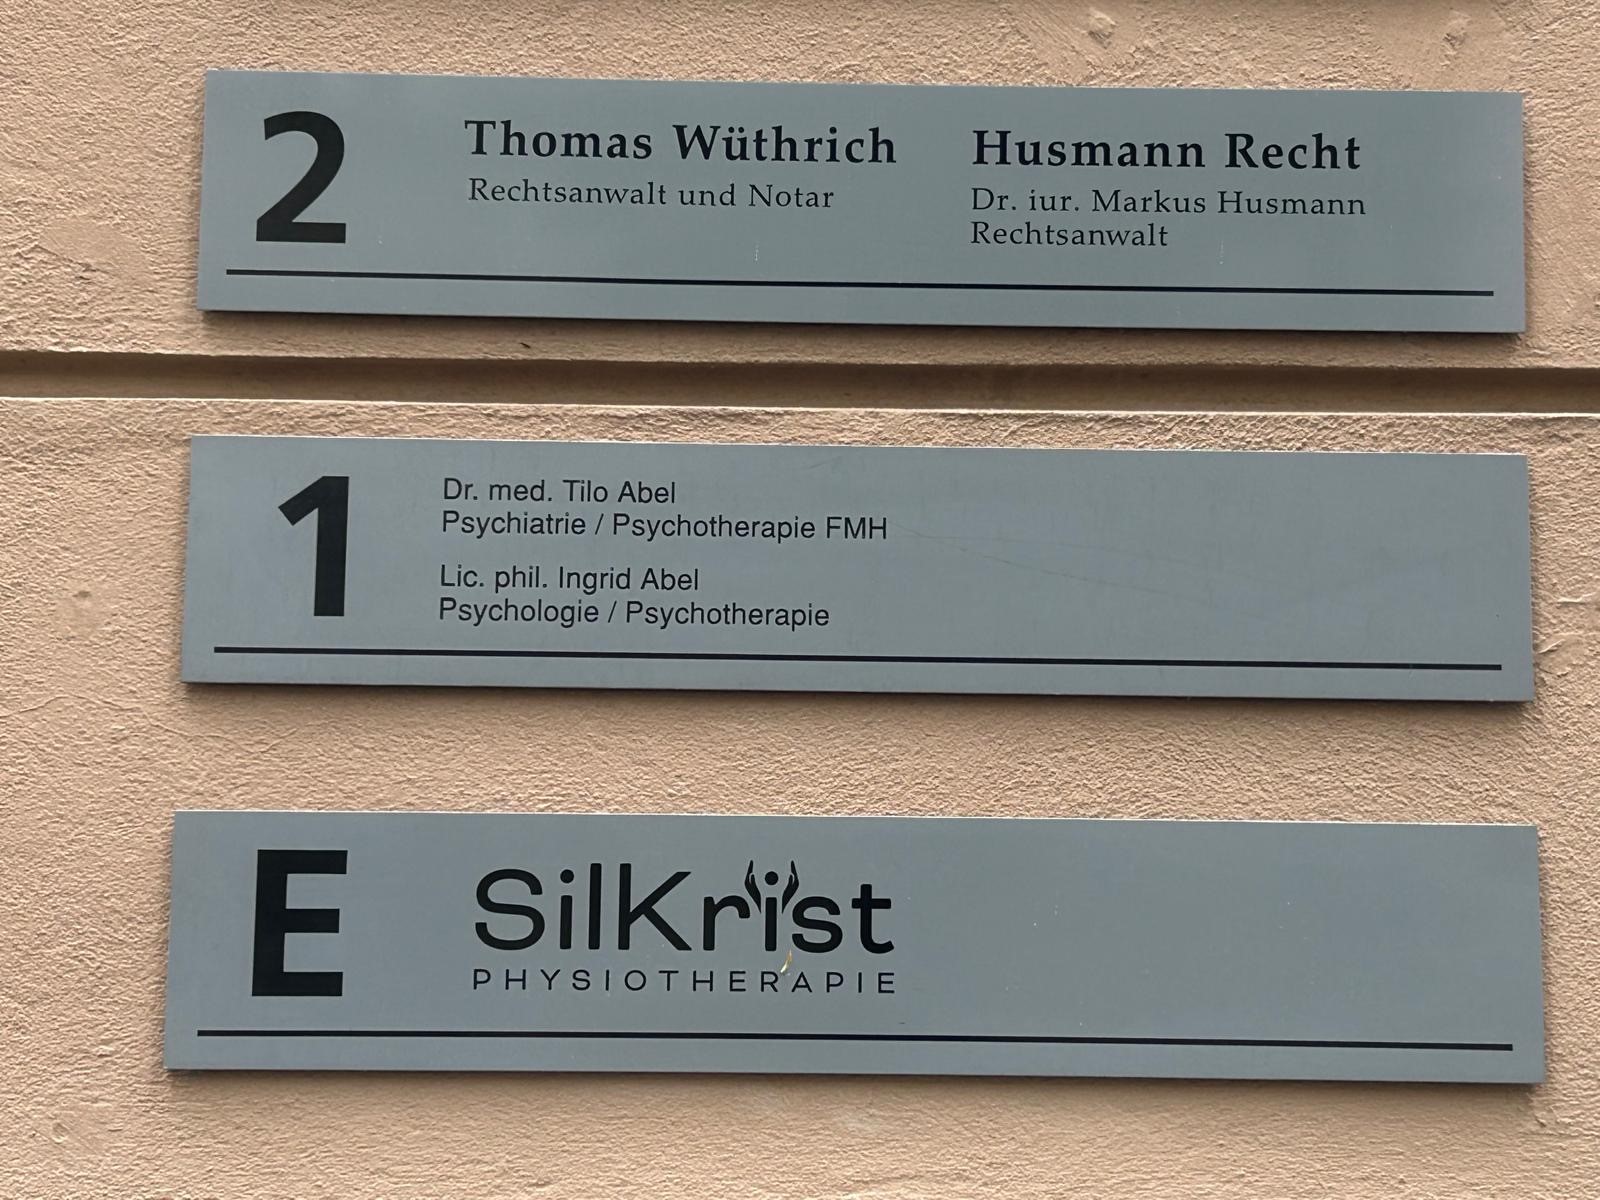 2
Thomas Wüthrich
Rechtsanwalt und Notar
Husmann Recht
Dr. iur. Markus Husmann
Rechtsanwalt
1
Dr. med. Tilo Abel
Psychiatrie / Psychotherapie FMH
Lic. phil. Ingrid Abel
Psychologie / Psychotherapie
E
SilKrist
PHYSIOTHERAPIE